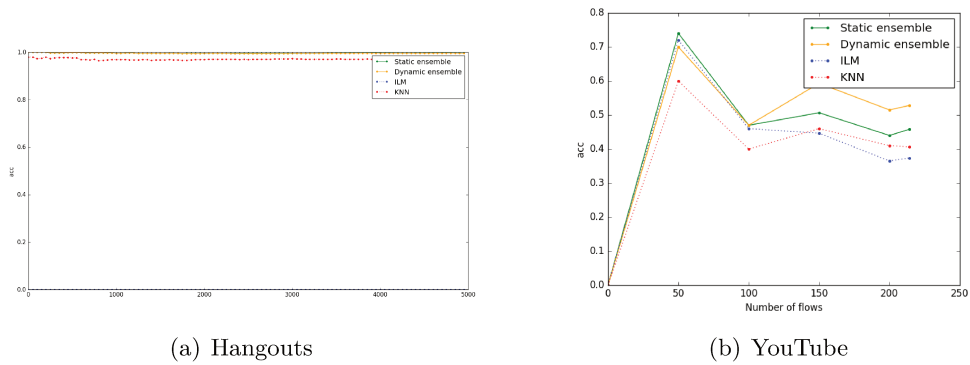 1.0
0.8
0.6
0.4
0.2
0.0
acc
0 1000 2000 3000 4000 5000
Static ensemble
Dynamic ensemble
ILM
KNN
(a) Hangouts
0.8
0.7
0.6
0.5
0.4
0.3
0.2
0.1
0.0
acc
0 50 100 150 200 250
Number of flows
Static ensemble
Dynamic ensemble
ILM
KNN
(b) YouTube